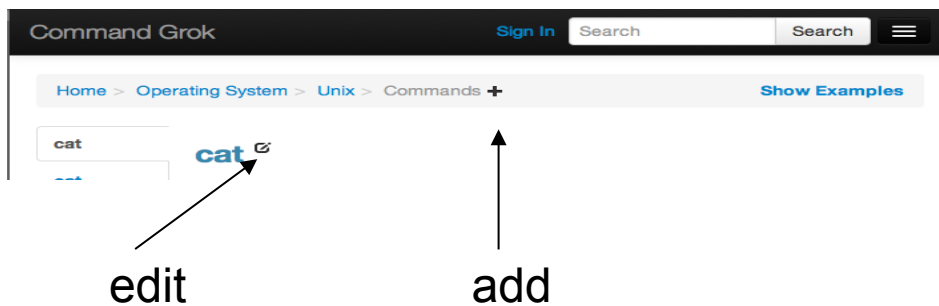 Command Grok Sign In Search Search
Home > Operating System > Unix > Commands + Show Examples
cat
cat
edit add